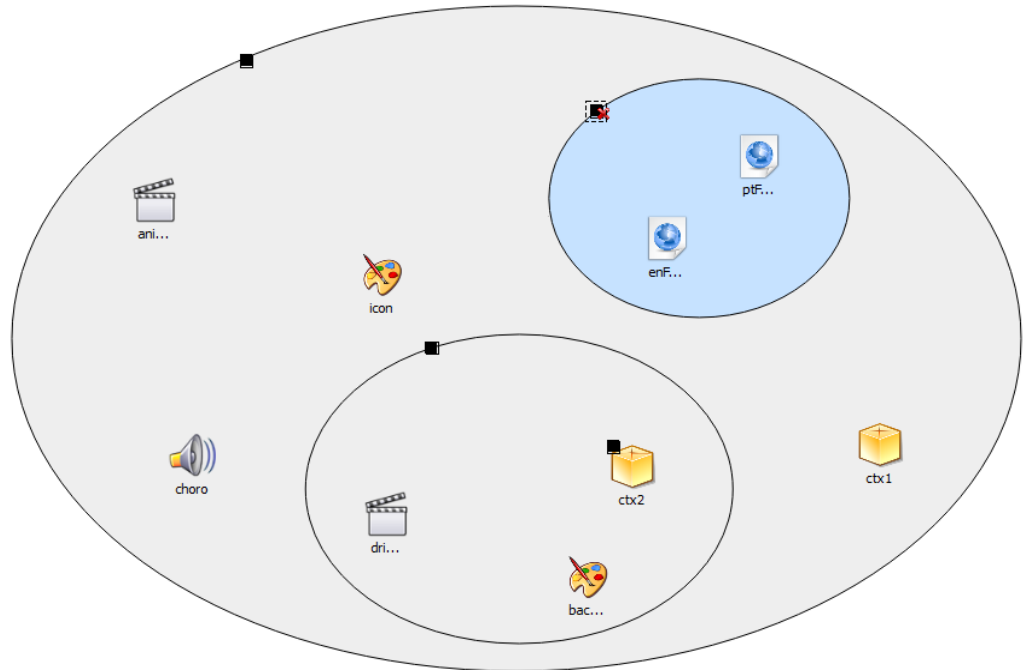 ptF...
ani...
enF...
icon
ctx1
choro
ctx2
dri...
bac...